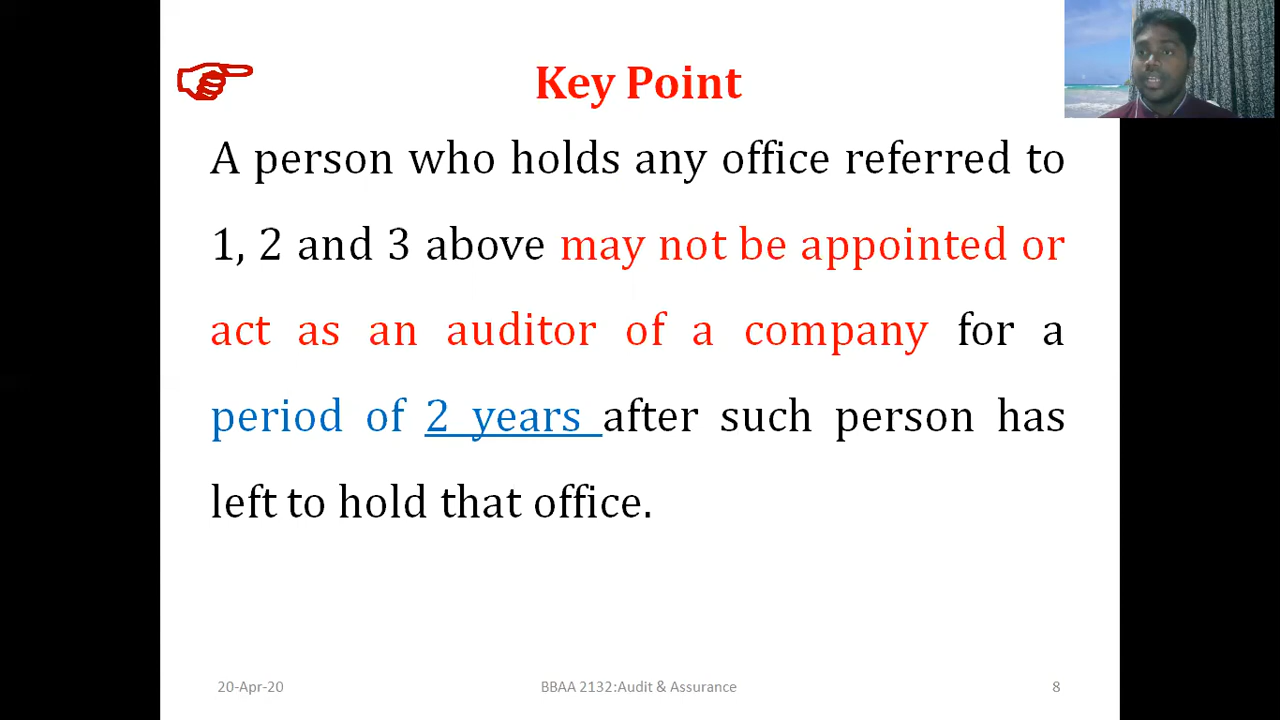 Key Point
A person who holds any office referred to
1, 2 and 3 above may not be appointed or
act as an auditor of a company for a
period of 2 years after such person has
left to hold that office.
20-Apr-20
BBAA 2132:Audit & Assurance
8